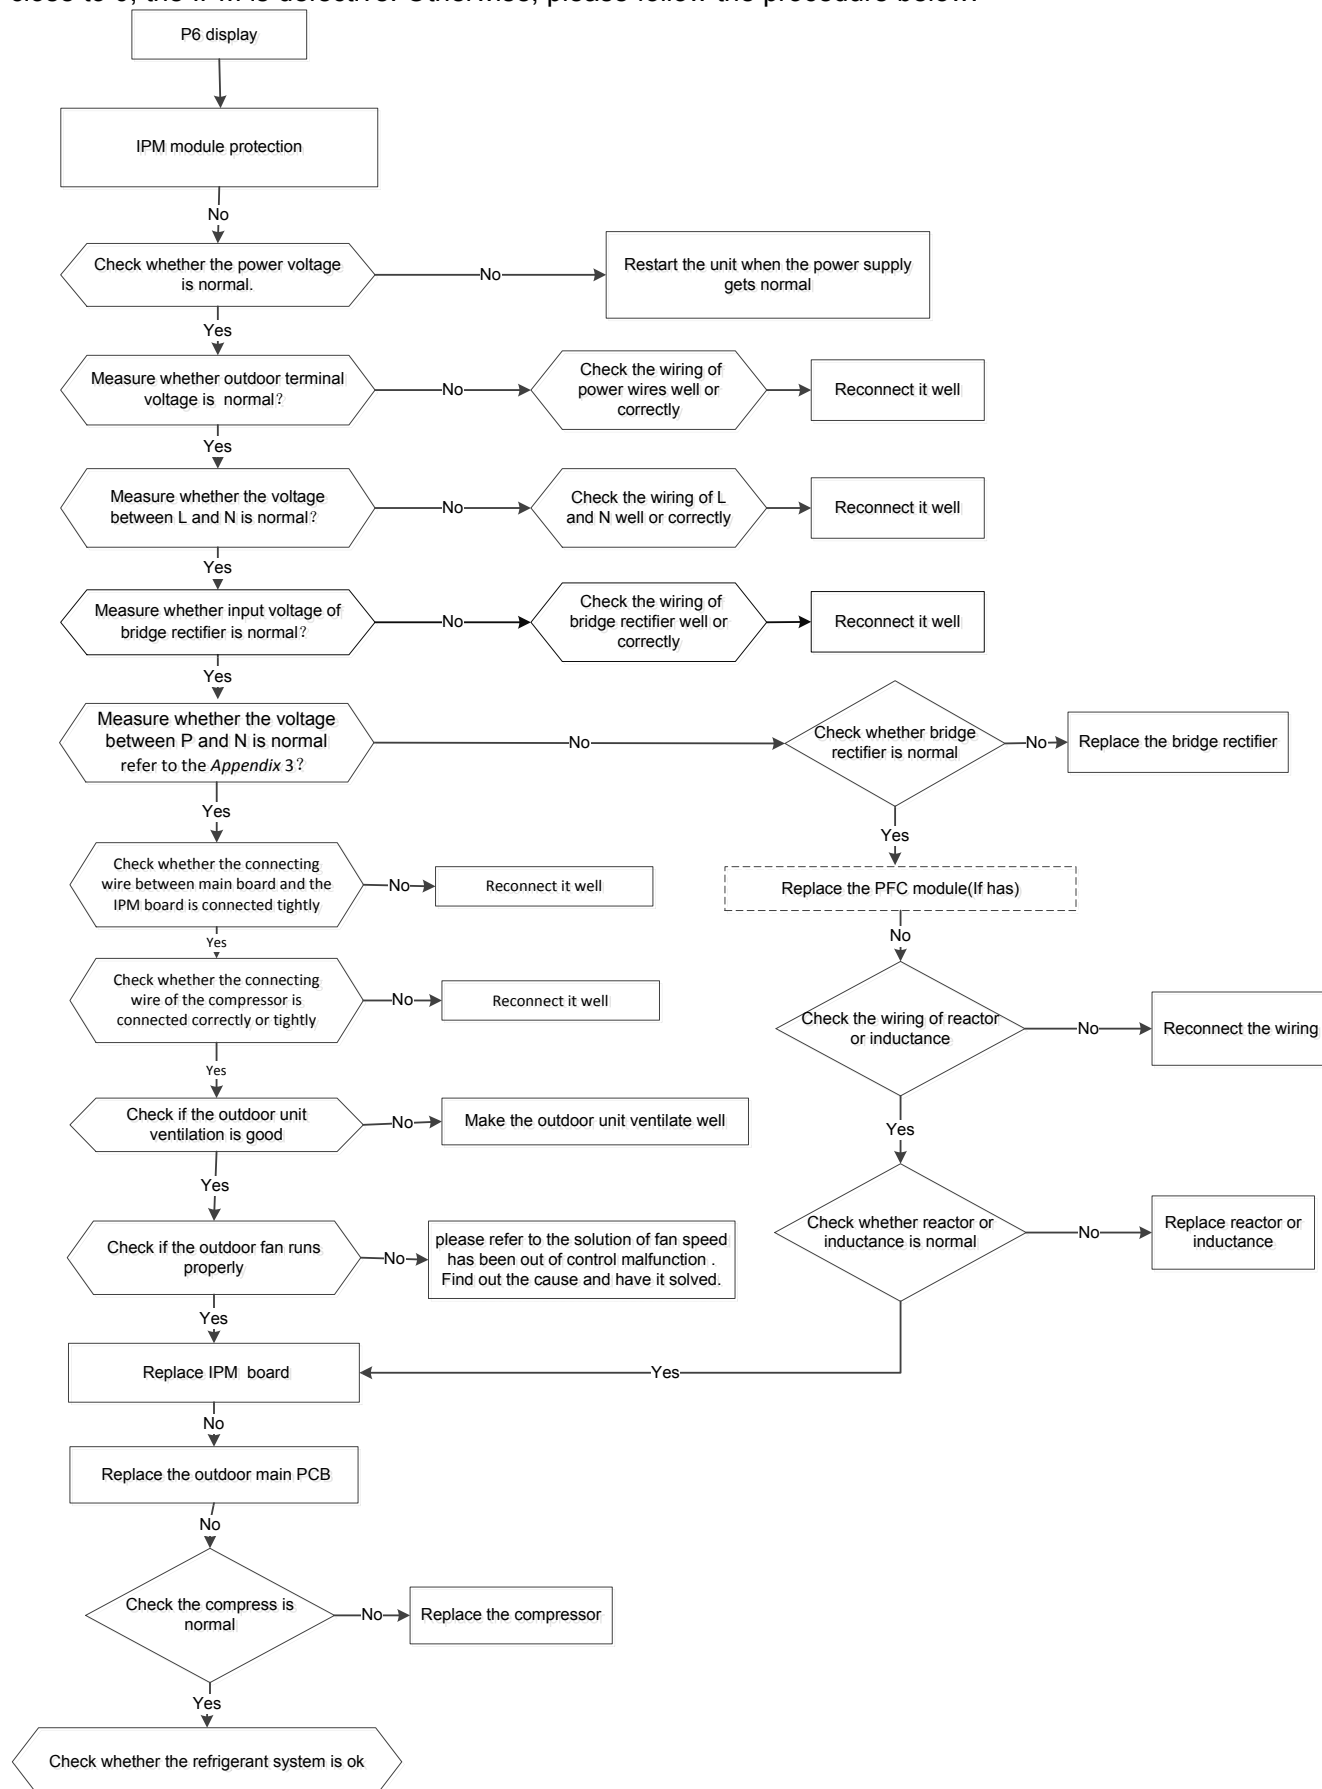 close to 0, the IPM is defective. Otherwise, please follow the procedure below:
P6 display
IPM module protection
No
Check whether the power voltage
is normal.
No
Restart the unit when the power supply
gets normal
Yes
Measure whether outdoor terminal
voltage is normal?
No
Check the wiring of
power wires well or
correctly
Reconnect it well
Yes
Measure whether the voltage
between L and N is normal?
No
Check the wiring of L
and N well or correctly
Reconnect it well
Yes
Measure whether input voltage of
bridge rectifier is normal?
No
Check the wiring of
bridge rectifier well or
correctly
Reconnect it well
Yes
Measure whether the voltage
between P and N is normal
refer to the Appendix 3?
No
Check whether bridge
rectifier is normal
No
Replace the bridge rectifier
Yes
Yes
Check whether the connecting
wire between main board and the
IPM board is connected tightly
No
Reconnect it well
Replace the PFC module(If has)
Yes
No
Check whether the connecting
wire of the compressor is
connected correctly or tightly
No
Reconnect it well
Check the wiring of reactor
or inductance
No
Reconnect the wiring
Yes
Check if the outdoor unit
ventilation is good
No
Make the outdoor unit ventilate well
Yes
Yes
Check if the outdoor fan runs
properly
No
please refer to the solution of fan speed
has been out of control malfunction .
Find out the cause and have it solved.
Check whether reactor or
inductance is normal
No
Replace reactor or
inductance
Yes
Replace IPM board
Yes
No
Replace the outdoor main PCB
No
Check the compress is
normal
No
Replace the compressor
Yes
Check whether the refrigerant system is ok